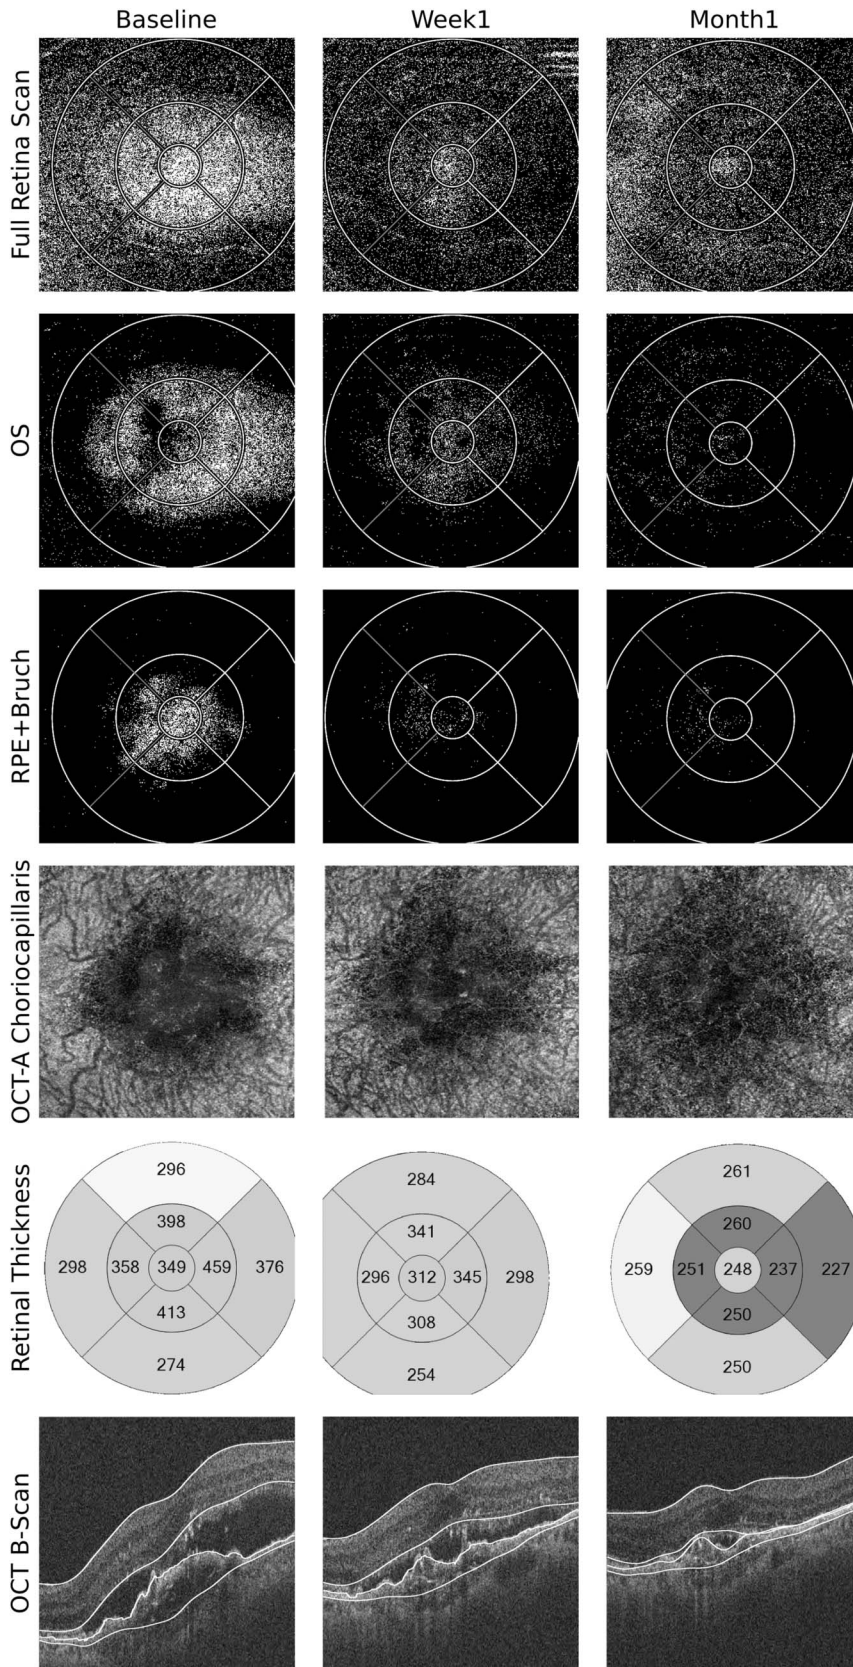 Baseline Week1 Month1
Full Retina Scan
OS
RPE+Bruch
OCT-A Choriocapillaris
Retinal Thickness
296
398
298 358 349 459 376
413
274
284
341
296 312 345 298
308
254
261
260
259 251 248 237 227
250
250
OCT B-Scan